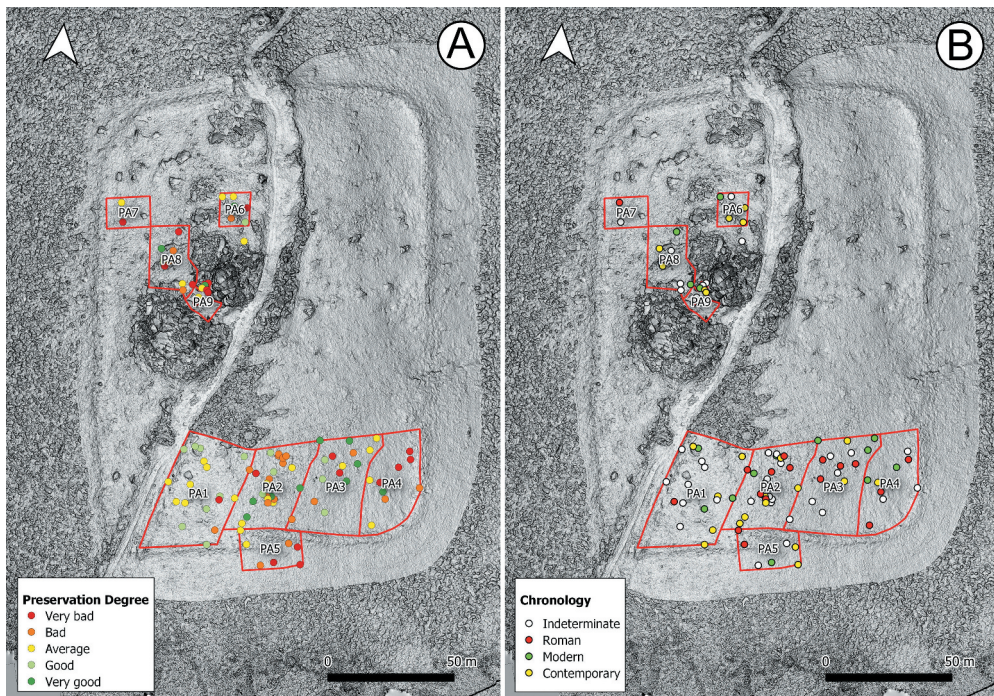 A
PA7
PA6
PA8
PA9
PA1
PA2
PA3
PA4
PA5
Preservation Degree
Very bad
Bad
Average
Good
Very good
0 50 m
B
PA7
PA6
PA8
PA9
PA1
PA2
PA3
PA4
PA5
Chronology
Indeterminate
Roman
Modern
Contemporary
0 50 m